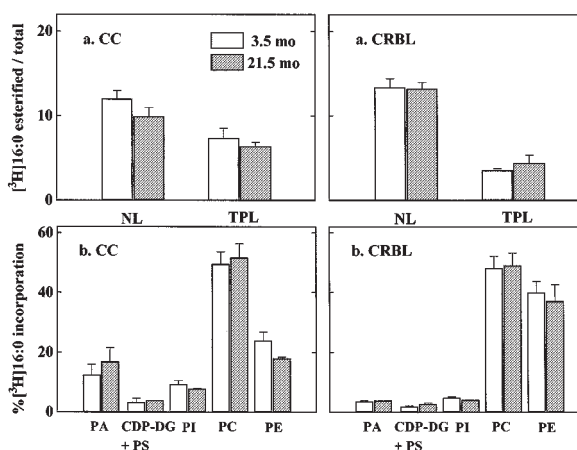 20
10
0
[³H]16:0 esterified / total
a. CC
3.5 mo
21.5 mo
NL
TPL
a. CRBL
NL
TPL
60
40
20
0
%[³H]16:0 incorporation
b. CC
PA
CDP-DG
+ PS
PI
PC
PE
b. CRBL
PA
CDP-DG
+ PS
PI
PC
PE